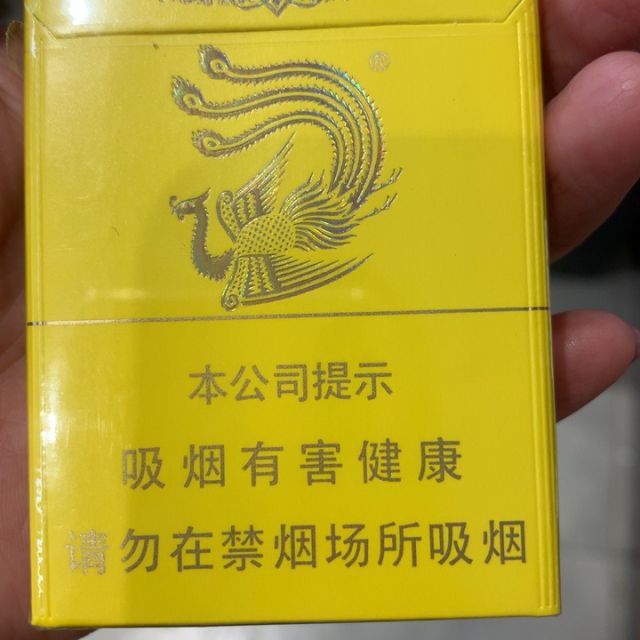 ®
本公司提示
吸烟有害健康
请勿在禁烟场所吸烟